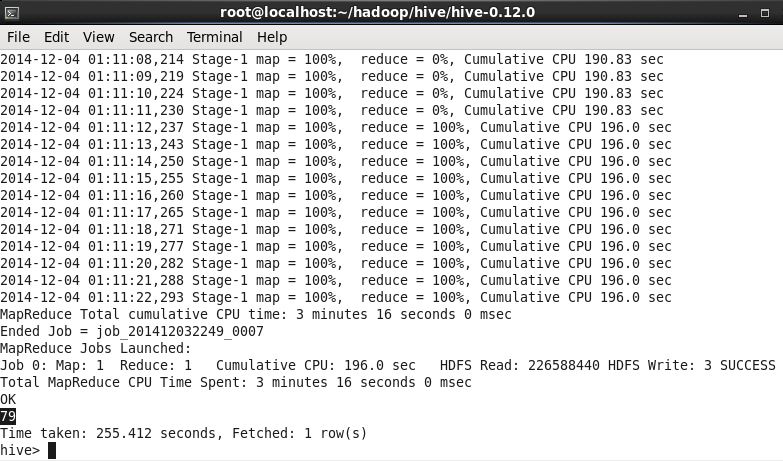 root@localhost:~/hadoop/hive/hive-0.12.0
File Edit View Search Terminal Help
2014-12-04 01:11:08,214 Stage-1 map = 100%,  reduce = 0%, Cumulative CPU 190.83 sec
2014-12-04 01:11:09,219 Stage-1 map = 100%,  reduce = 0%, Cumulative CPU 190.83 sec
2014-12-04 01:11:10,224 Stage-1 map = 100%,  reduce = 0%, Cumulative CPU 190.83 sec
2014-12-04 01:11:11,230 Stage-1 map = 100%,  reduce = 0%, Cumulative CPU 190.83 sec
2014-12-04 01:11:12,237 Stage-1 map = 100%,  reduce = 100%, Cumulative CPU 196.0 sec
2014-12-04 01:11:13,243 Stage-1 map = 100%,  reduce = 100%, Cumulative CPU 196.0 sec
2014-12-04 01:11:14,250 Stage-1 map = 100%,  reduce = 100%, Cumulative CPU 196.0 sec
2014-12-04 01:11:15,255 Stage-1 map = 100%,  reduce = 100%, Cumulative CPU 196.0 sec
2014-12-04 01:11:16,260 Stage-1 map = 100%,  reduce = 100%, Cumulative CPU 196.0 sec
2014-12-04 01:11:17,265 Stage-1 map = 100%,  reduce = 100%, Cumulative CPU 196.0 sec
2014-12-04 01:11:18,271 Stage-1 map = 100%,  reduce = 100%, Cumulative CPU 196.0 sec
2014-12-04 01:11:19,277 Stage-1 map = 100%,  reduce = 100%, Cumulative CPU 196.0 sec
2014-12-04 01:11:20,282 Stage-1 map = 100%,  reduce = 100%, Cumulative CPU 196.0 sec
2014-12-04 01:11:21,288 Stage-1 map = 100%,  reduce = 100%, Cumulative CPU 196.0 sec
2014-12-04 01:11:22,293 Stage-1 map = 100%,  reduce = 100%, Cumulative CPU 196.0 sec
MapReduce Total cumulative CPU time: 3 minutes 16 seconds 0 msec
Ended Job = job_201412032249_0007
MapReduce Jobs Launched:
Job 0: Map: 1  Reduce: 1   Cumulative CPU: 196.0 sec   HDFS Read: 226588440 HDFS Write: 3 SUCCESS
Total MapReduce CPU Time Spent: 3 minutes 16 seconds 0 msec
OK
79
Time taken: 255.412 seconds, Fetched: 1 row(s)
hive>